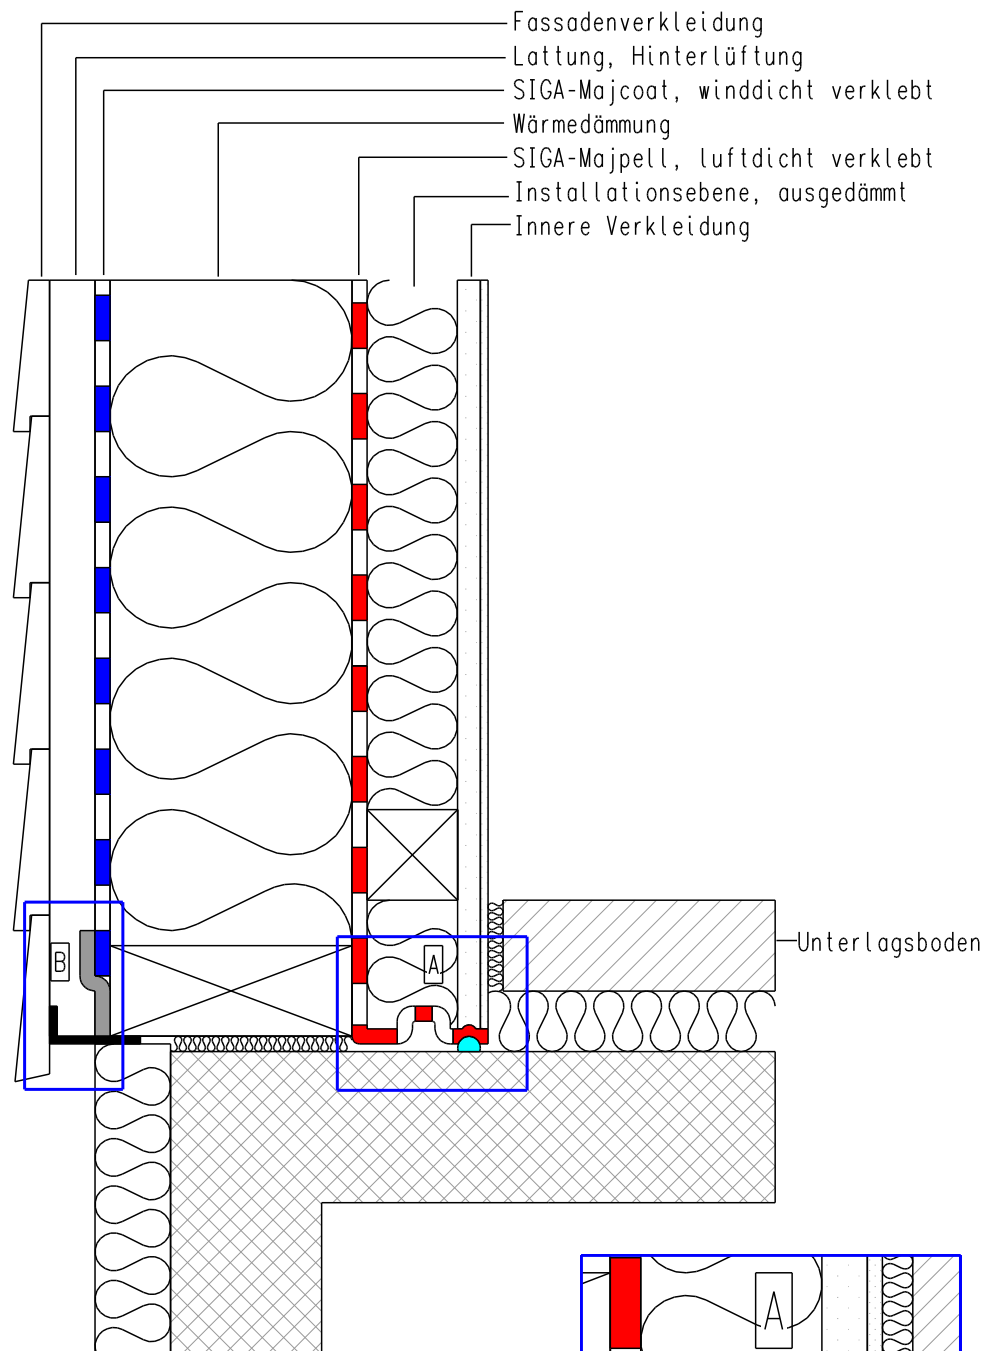 Fassadenverkleidung
Lattung, Hinterlüftung
SIGA-Majcoat, winddicht verklebt
Wärmedämmung
SIGA-Majpell, luftdicht verklebt
Installationsebene, ausgedämmt
Innere Verkleidung
Unterlagsboden
B
A
A